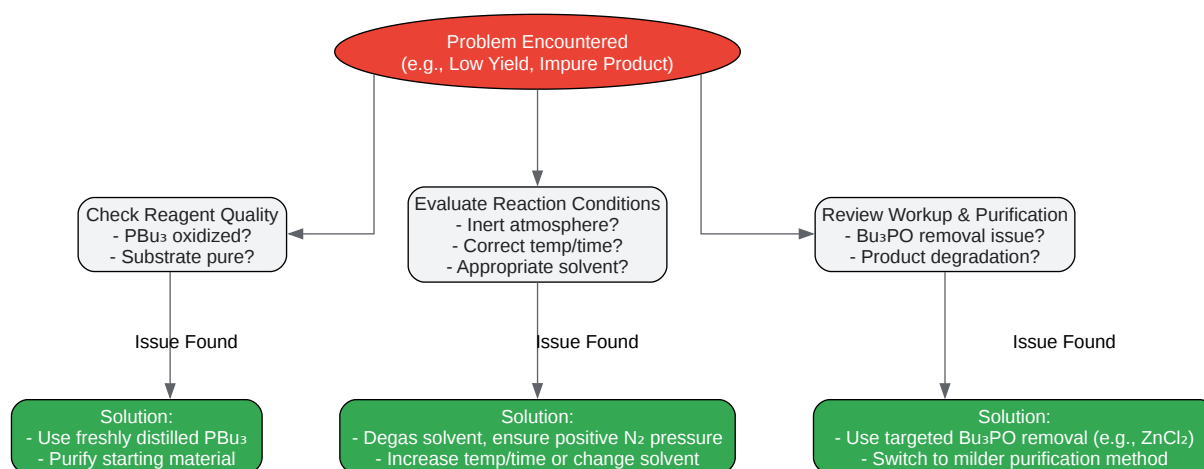 Problem Encountered
(e.g., Low Yield, Impure Product)
Check Reagent Quality
- PBu₃ oxidized?
- Substrate pure?
Evaluate Reaction Conditions
- Inert atmosphere?
- Correct temp/time?
- Appropriate solvent?
Review Workup & Purification
- Bu₃PO removal issue?
- Product degradation?
Issue Found
Issue Found
Issue Found
Solution:
- Use freshly distilled PBu₃
- Purify starting material
Solution:
- Degas solvent, ensure positive N₂ pressure
- Increase temp/time or change solvent
Solution:
- Use targeted Bu₃PO removal (e.g., ZnCl₂)
- Switch to milder purification method